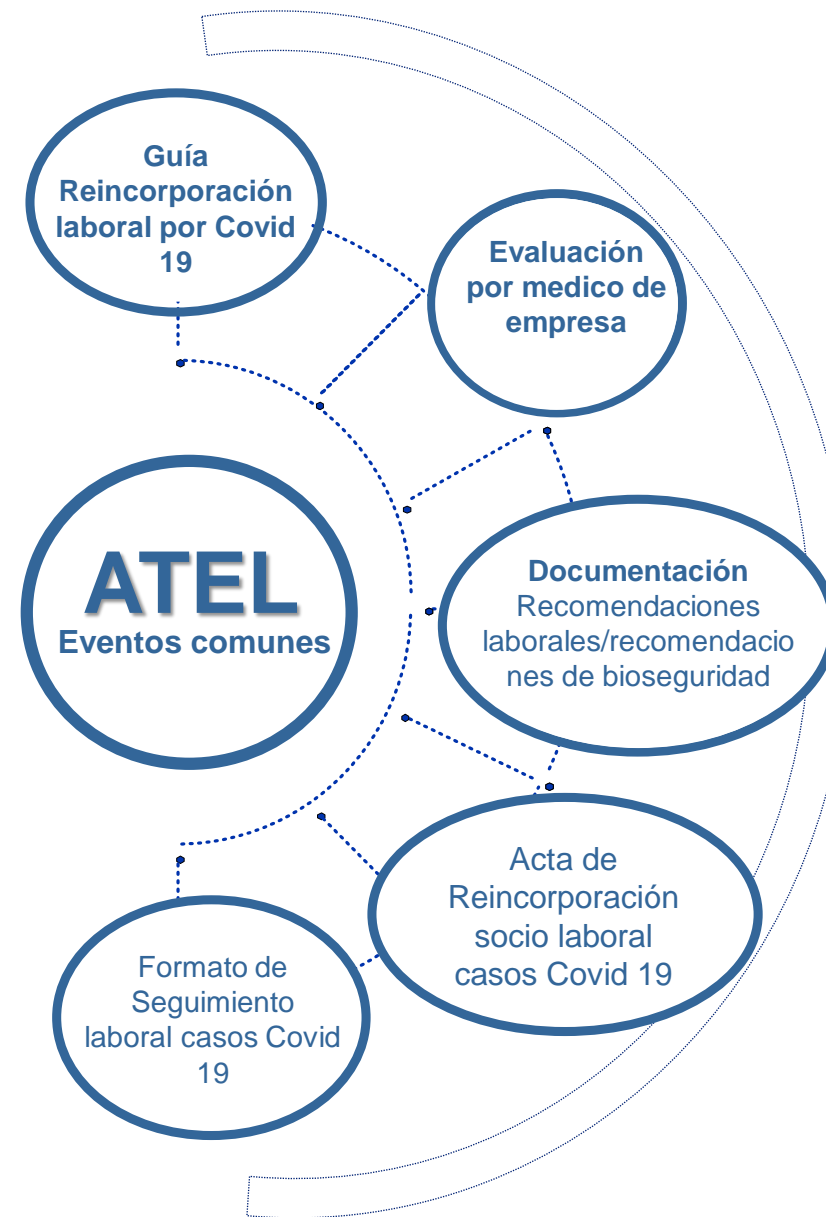 Guía
Reincorporación
laboral por Covid
19
Evaluación
por medico de
empresa
ATEL
Eventos comunes
Documentación
Recomendaciones
laborales/recomendacio
nes de bioseguridad
Acta de
Reincorporación
socio laboral
casos Covid 19
Formato de
Seguimiento
laboral casos Covid
19